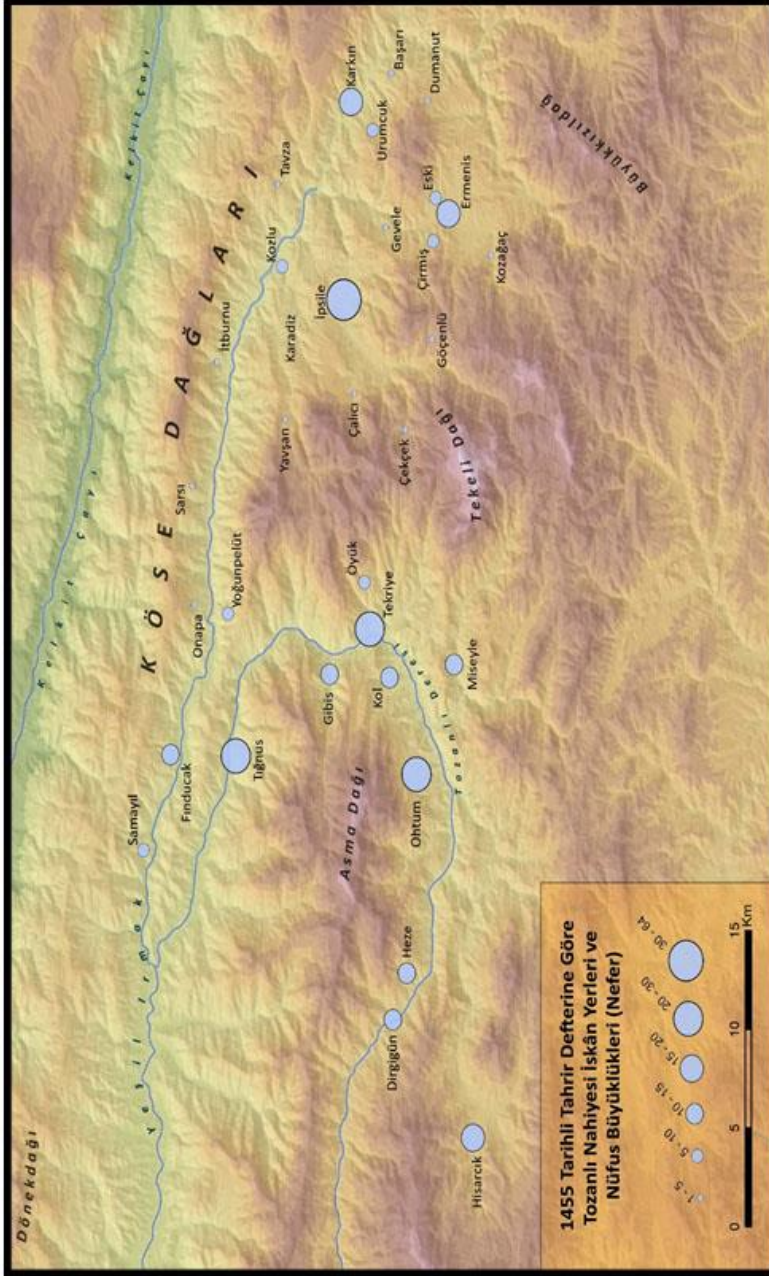 Dönekdağı
Kelkit Çayı
Kelkit Çayı
Yeşilırmak
KÖSE DAĞLARI
Samayıl
Fınducak
Onapa
Sarsı
İtburnu
Kozlu
Tavza
Karkın
Başarı
Urumcuk
Dumanut
Tığnus
Yoğunpelüt
Yavşan
Karadiz
İpsile
Gevele
Eski
Ermenis
Çırmış
Kozağaç
Göçenlü
Çalıcı
Çekçek
Tekeli Dağı
Büyükkızıldağ
Öyük
Tekriye
Gibis
Kol
Miseyle
Asma Dağı
Ohtum
Tozanlı Deresi
Heze
Dirgigün
Hisarcık
1455 Tarihli Tahrir Defterine Göre
Tozanlı Nahiyesi İskân Yerleri ve
Nüfus Büyüklükleri (Nefer)
1 - 5
5 - 10
10 - 15
15 - 20
20 - 30
30 - 64
0 5 10 15
Km